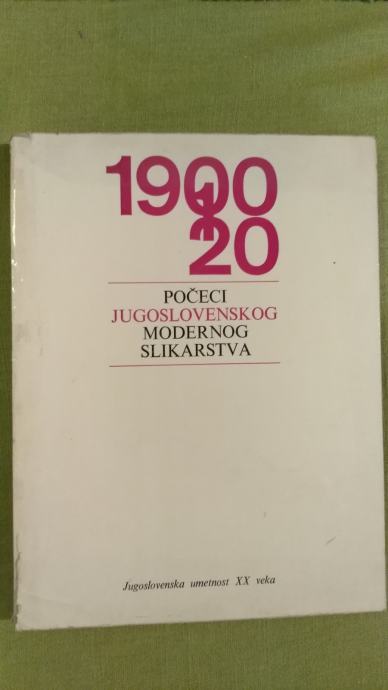 1900
20
POČECI
JUGOSLOVENSKOG
MODERNOG
SLIKARSTVA
Jugoslovenska umetnost XX veka